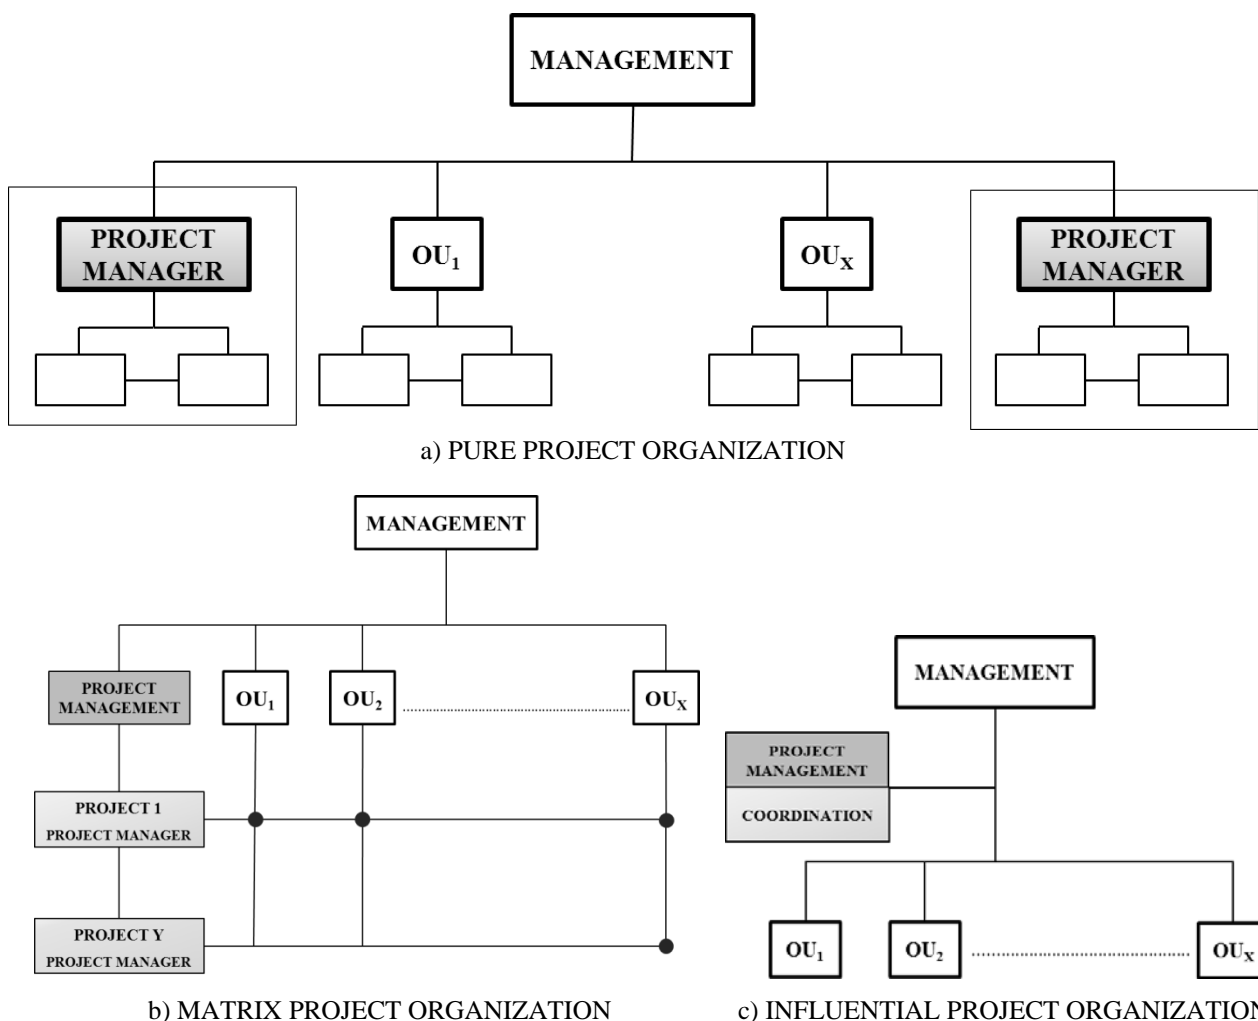 MANAGEMENT
PROJECT
MANAGER
OU₁
OUₓ
PROJECT
MANAGER
a) PURE PROJECT ORGANIZATION
MANAGEMENT
PROJECT
MANAGEMENT
OU₁
OU₂
OUₓ
PROJECT 1
PROJECT MANAGER
PROJECT Y
PROJECT MANAGER
b) MATRIX PROJECT ORGANIZATION
MANAGEMENT
PROJECT
MANAGEMENT
COORDINATION
OU₁
OU₂
OUₓ
c) INFLUENTIAL PROJECT ORGANIZATION